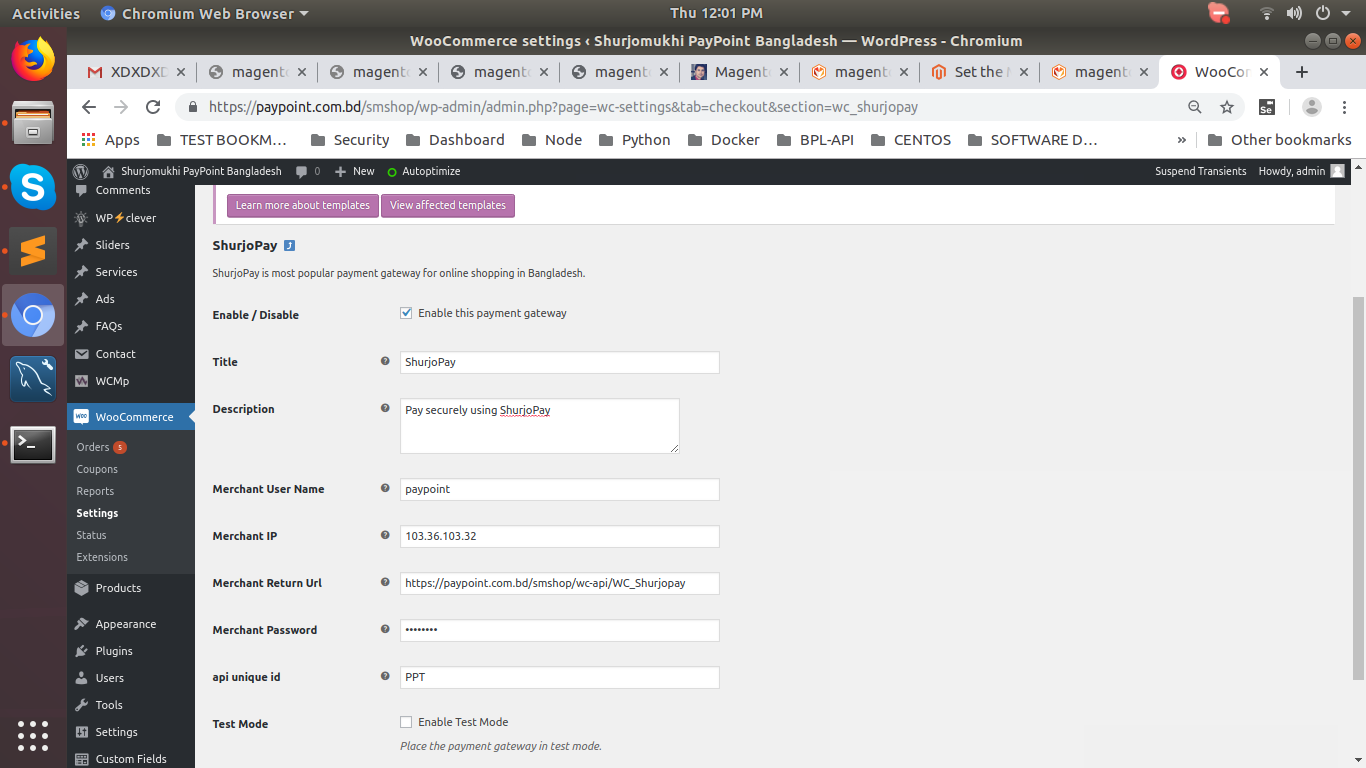 Activities
Chromium Web Browser
Thu 12:01 PM
WooCommerce settings ‹ Shurjomukhi PayPoint Bangladesh — WordPress - Chromium
XDXDXD
magento
magento
magento
magento
Magent
magento
Set the M
magento
WooCom
https://paypoint.com.bd/smshop/wp-admin/admin.php?page=wc-settings&tab=checkout&section=wc_shurjopay
Se
Apps
TEST BOOKM…
Security
Dashboard
Node
Python
Docker
BPL-API
CENTOS
SOFTWARE D…
»
Other bookmarks
Shurjomukhi PayPoint Bangladesh
0
New
Autoptimize
Suspend Transients
Howdy, admin
Comments
WP⚡clever
Sliders
Services
Ads
FAQs
Contact
WCMp
WooCommerce
Orders 5
Coupons
Reports
Settings
Status
Extensions
Products
Appearance
Plugins
Users
Tools
Settings
Custom Fields
Learn more about templates
View affected templates
ShurjoPay ⤴
ShurjoPay is most popular payment gateway for online shopping in Bangladesh.
Enable / Disable
Enable this payment gateway
Title
ShurjoPay
Description
Pay securely using ShurjoPay
Merchant User Name
paypoint
Merchant IP
103.36.103.32
Merchant Return Url
https://paypoint.com.bd/smshop/wc-api/WC_Shurjopay
Merchant Password
••••••••
api unique id
PPT
Test Mode
Enable Test Mode
Place the payment gateway in test mode.